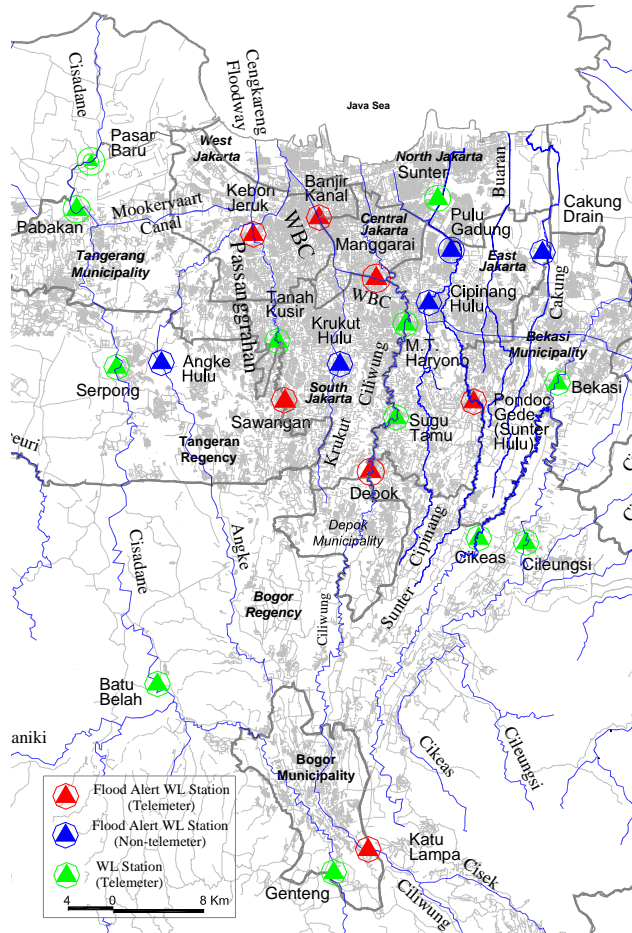 Cisadane
Cengkareng
Floodway
Java Sea
Pasar
Baru
West
Jakarta
North Jakarta
Sunter
Buaran
Kebon
Jeruk
Banjir
Kanal
Mookervaart
Canal
Babakan
WBC
Central
Jakarta
Manggarai
Pulu
Gadung
Cakung
Drain
Tangerang
Municipality
Passanggrahan
East
Jakarta
WBC
Cipinang
Hulu
Cakung
Tanah
Kusir
Krukut
Hulu
Ciliwung
M.T.
Haryono
Bekasi
Municipality
Serpong
Angke
Hulu
South
Jakarta
Bekasi
Sawangan
Krukut
Sugu
Tamu
Pondoc
Gede
(Sunter
Hulu)
Tangeran
Regency
reuri
Depok
Cisadane
Angke
Depok
Municipality
Cipinang
Cikeas
Cileungsi
Bogor
Regency
Ciliwung
Sunter
Batu
Belah
aniki
Bogor
Municipality
Cikeas
Cileungsi
Flood Alert WL Station
(Telemeter)
Flood Alert WL Station
(Non-telemeter)
WL Station
(Telemeter)
4 0 8 Km
Katu
Lampa
Cisek
Genteng
Ciliwung